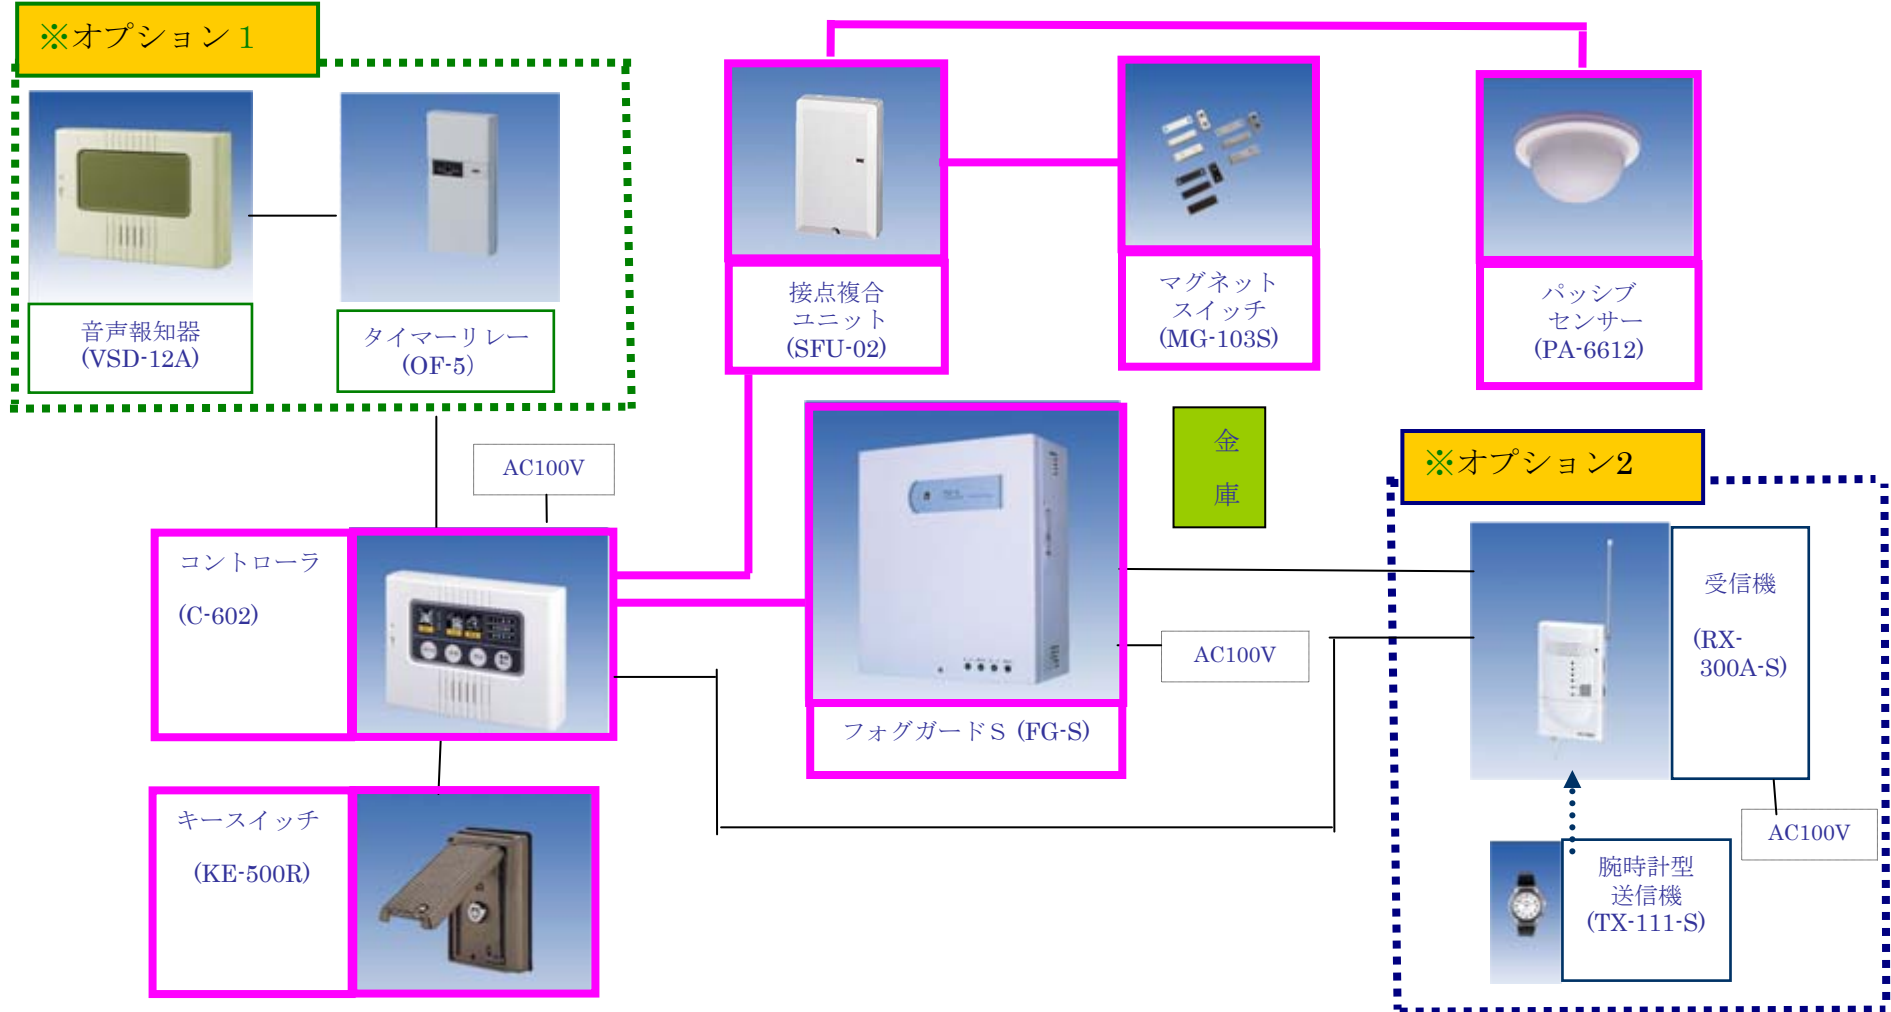 ※オプション１
音声報知器
(VSD-12A)
タイマーリレー
(OF-5)
接点複合
ユニット
(SFU-02)
マグネット
スイッチ
(MG-103S)
パッシブ
センサー
(PA-6612)
AC100V
コントローラ
(C-602)
キースイッチ
(KE-500R)
フォグガードＳ (FG-S)
金
庫
AC100V
※オプション2
受信機
(RX-
300A-S)
AC100V
腕時計型
送信機
(TX-111-S)